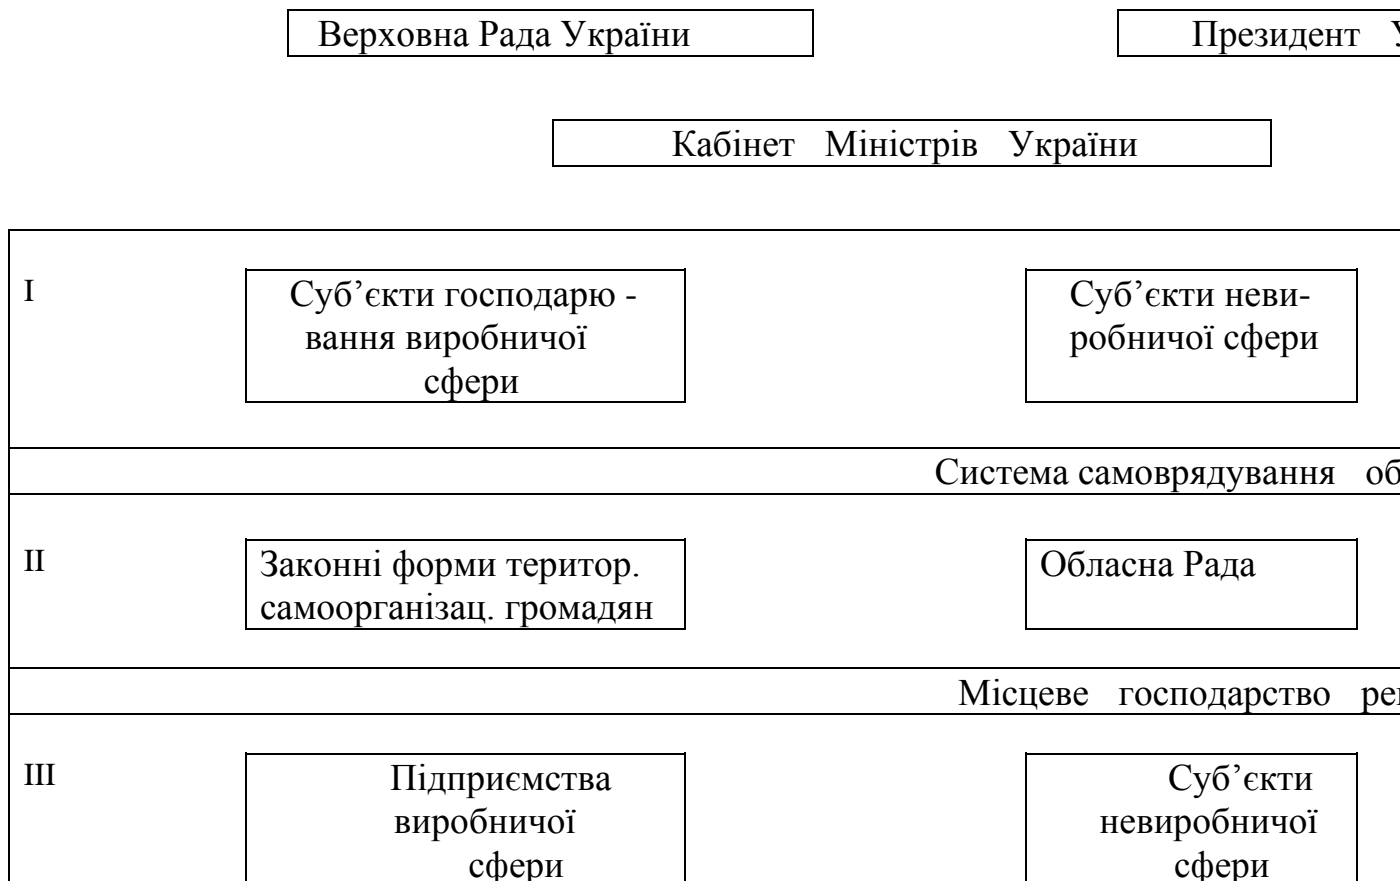 Верховна Рада України
Президент
Кабінет Міністрів України
I
Суб’єкти господарю -
вання виробничої
сфери
Суб’єкти неви-
робничої сфери
Система самоврядування об
II
Законні форми територ.
самоорганізац. громадян
Обласна Рада
Місцеве господарство
III
Підприємства
виробничої
сфери
Суб’єкти
невиробничої
сфери